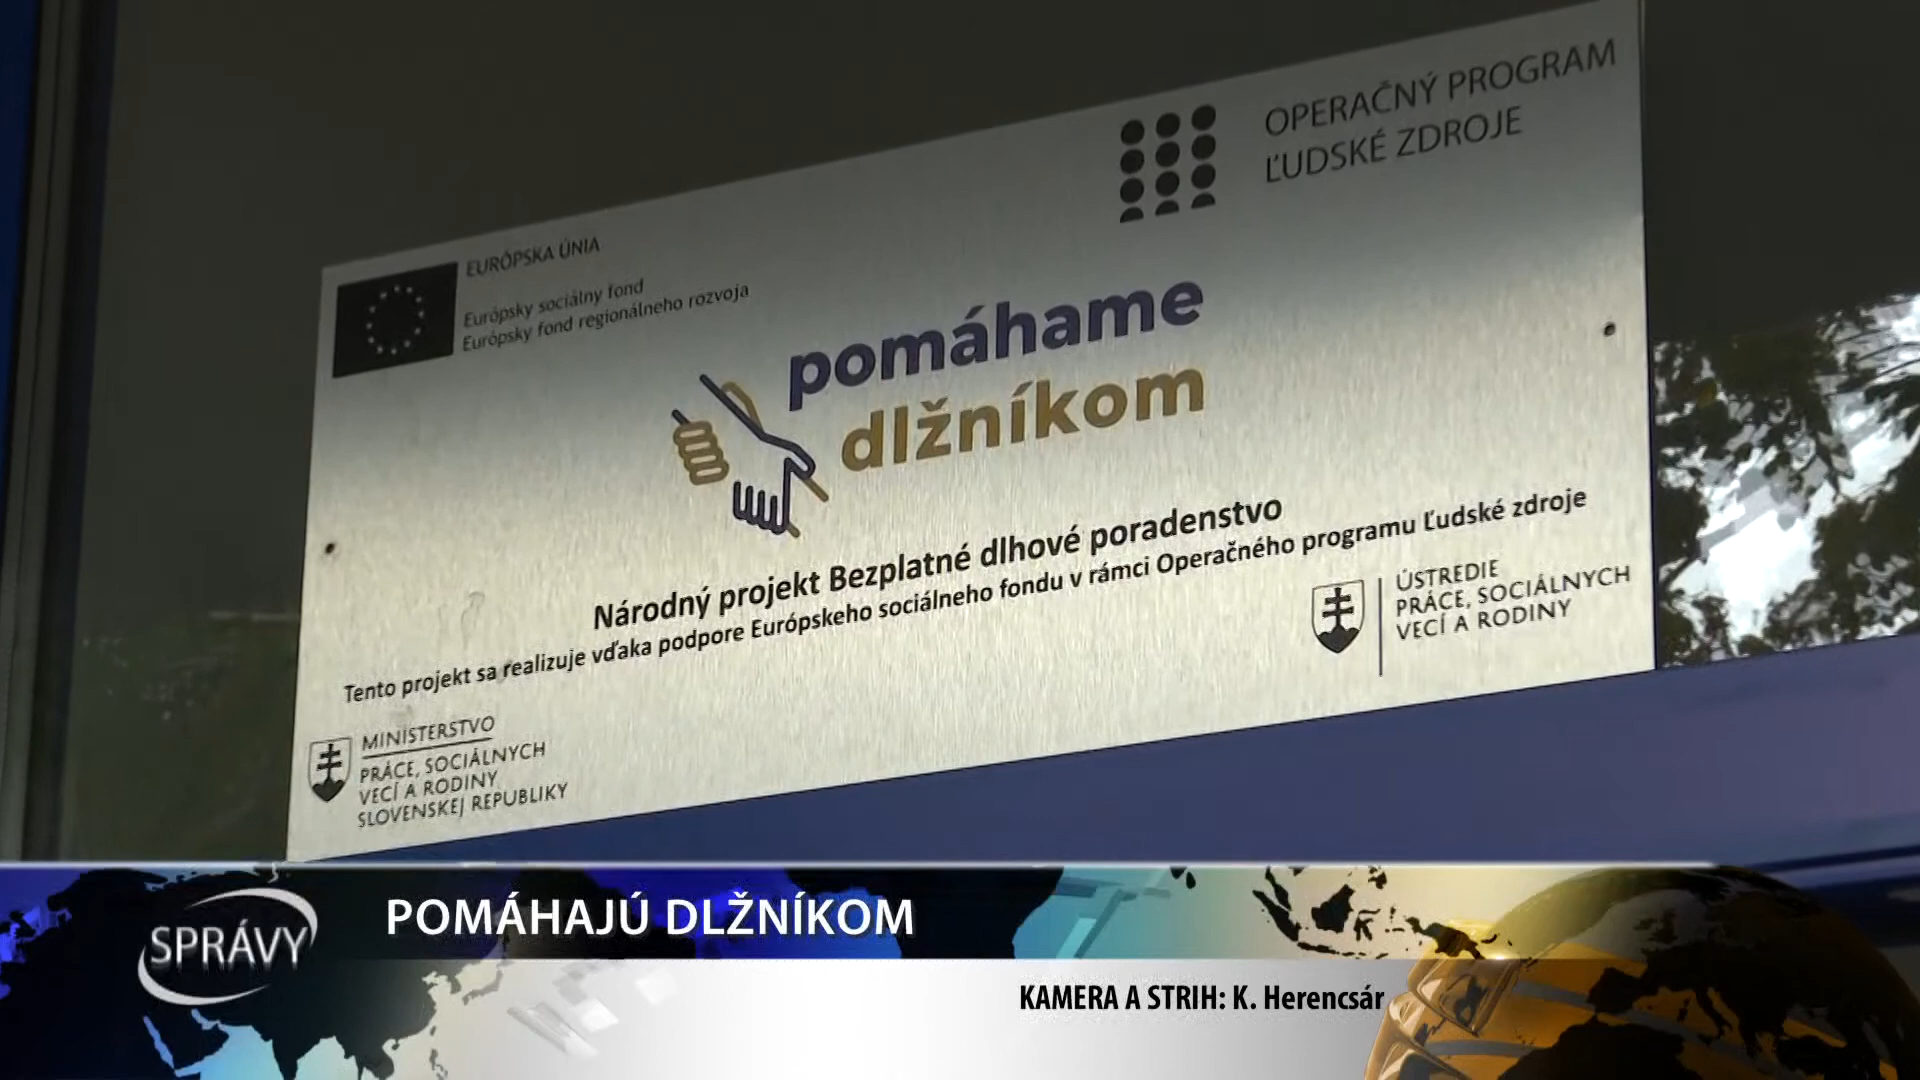 OPERAČNÝ PROGRAM
ĽUDSKÉ ZDROJE
EURÓPSKA ÚNIA
Európsky sociálny fond
Európsky fond regionálneho rozvoja
pomáhame
dlžníkom
Národný projekt Bezplatné dlhové poradenstvo
Tento projekt sa realizuje vďaka podpore Európskeho sociálneho fondu v rámci Operačného programu Ľudské zdroje
ÚSTREDIE
PRÁCE, SOCIÁLNYCH
VECÍ A RODINY
MINISTERSTVO
PRÁCE, SOCIÁLNYCH
VECÍ A RODINY
SLOVENSKEJ REPUBLIKY
SPRÁVY
POMÁHAJÚ DLŽNÍKOM
KAMERA A STRIH: K. Herencsár